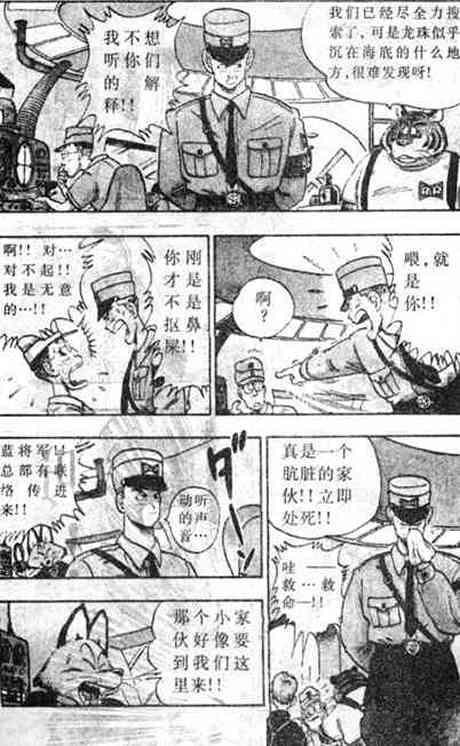 我们已经尽全力搜
索了，可是龙珠似乎
沉在海底的什么地
方，很难发现呀！
我不想
听你们
的解
释！！
喂，就
是
你！！
啊？
刚是是鼻
你才不抠
屎！！
啊！！对…
对不起！！
我是无意
的…！！
真是一个
肮脏的家
伙！！立即
处死！！
哇——
救…救
命—！！
听声
动的
音…
蓝将军！！
总部有联
络传进
来！！
那个小家
伙好像要
到我们这
里来！！